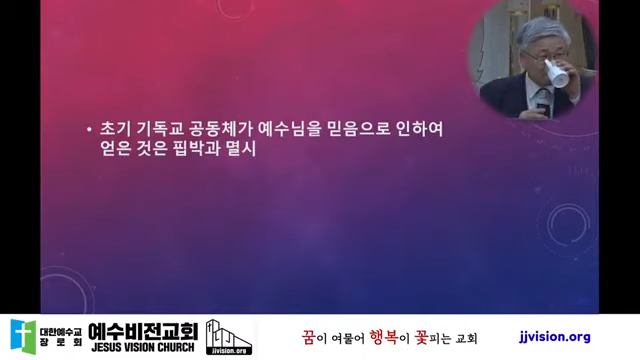 • 초기 기독교 공동체가 예수님을 믿음으로 인하여
얻은 것은 핍박과 멸시
대한예수교
장로회
예수비전교회
JESUS VISION CHURCH
jjvision.org
꿈이 여물어 행복이 꽃피는 교회
jjvision.org